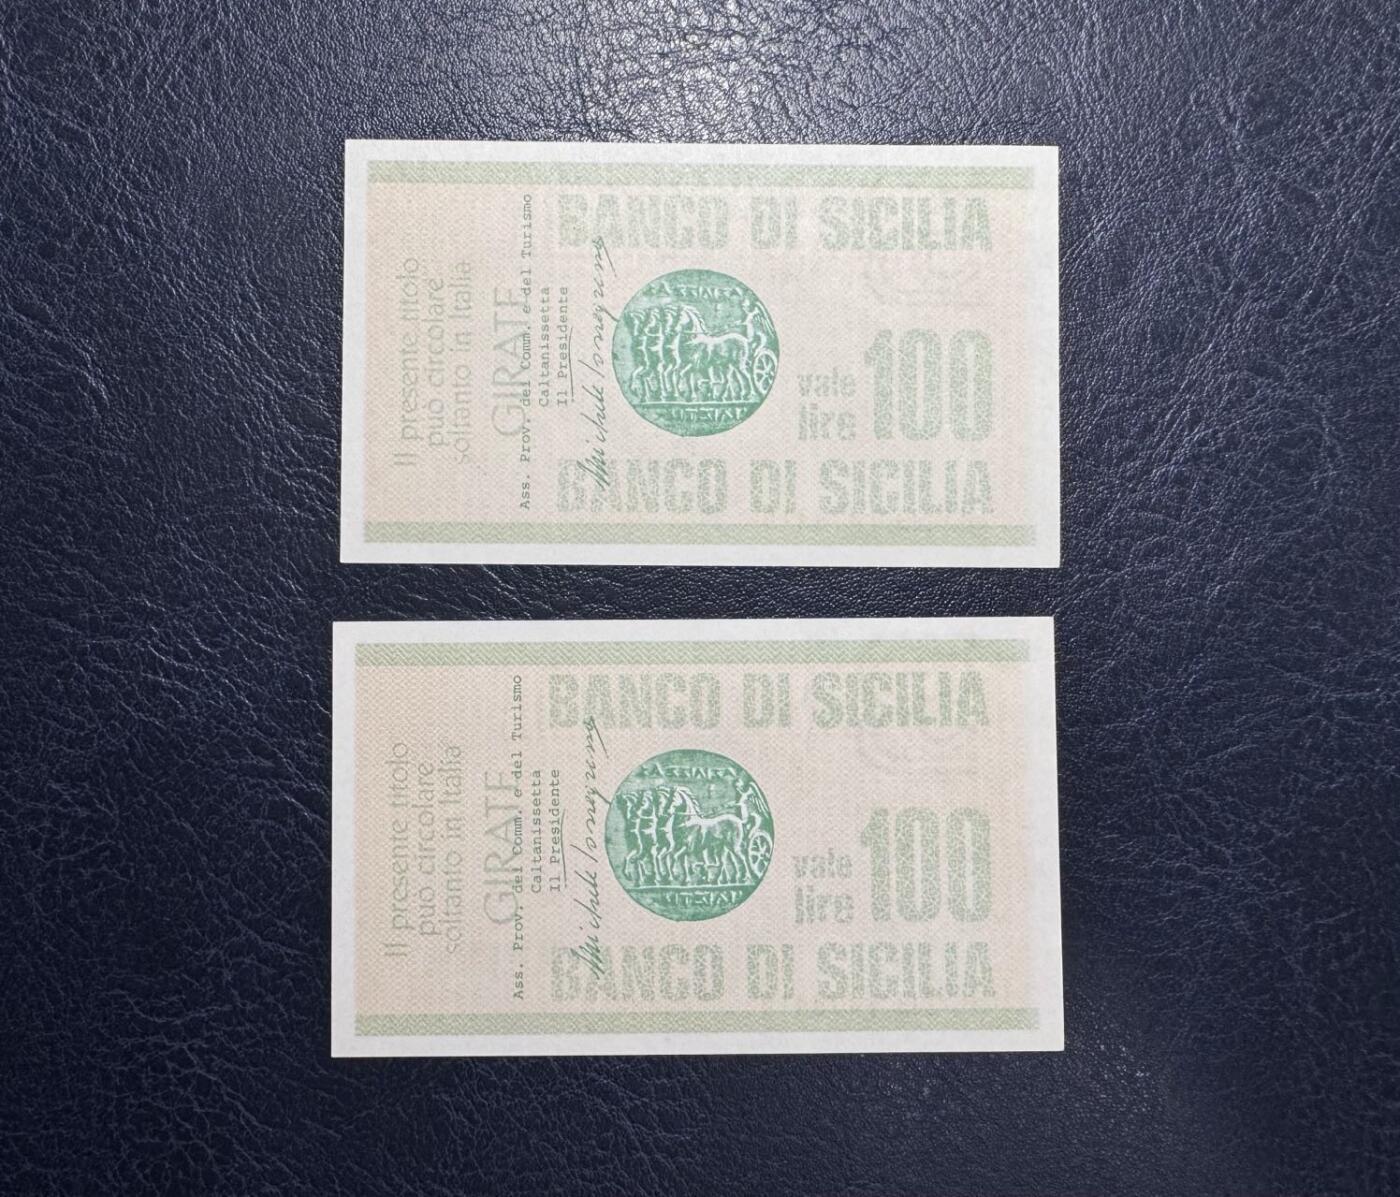 Il presente titolo
può circolare
soltanto in Italia
GIRATE
Ass. Prov. del Comm. e del Turismo
Caltanissetta
Il Presidente
BANCO DI SICILIA
vale
lire 100
BANCO DI SICILIA
Il presente titolo
può circolare
soltanto in Italia
GIRATE
Ass. Prov. del Comm. e del Turismo
Caltanissetta
Il Presidente
BANCO DI SICILIA
vale
lire 100
BANCO DI SICILIA